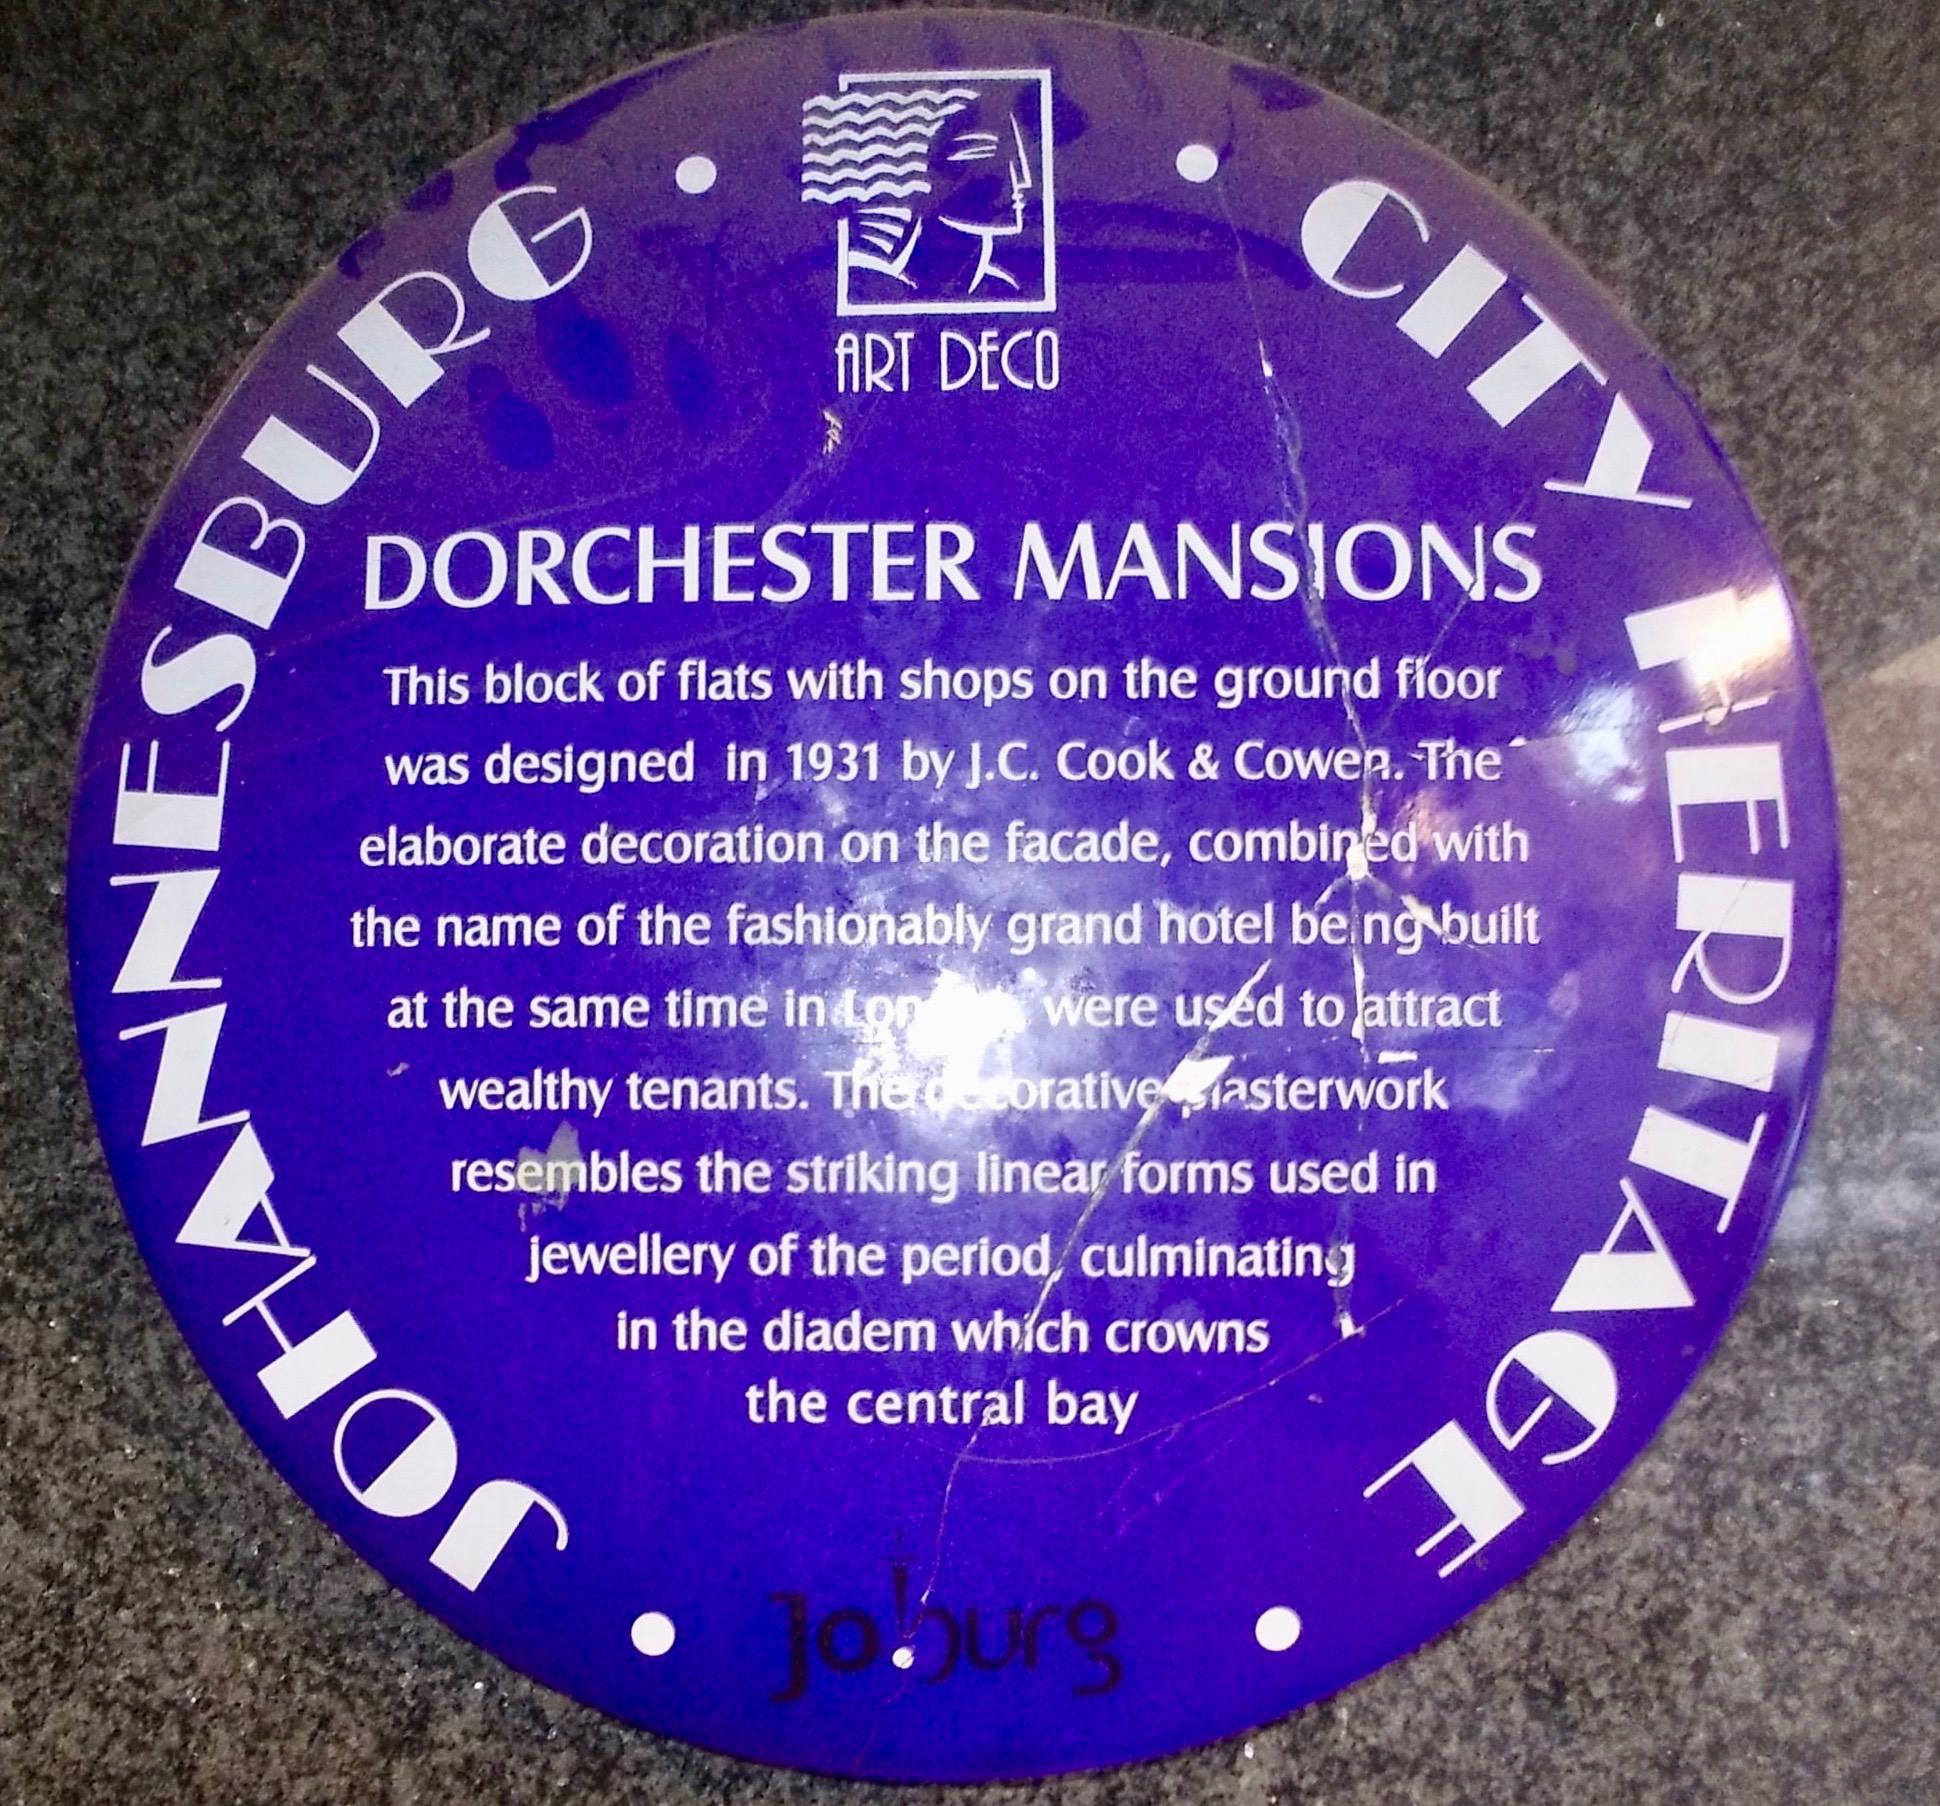 ART DECO
JOHANNESBURG
CITY HERITAGE
DORCHESTER MANSIONS
This block of flats with shops on the ground floor
was designed in 1931 by J.C. Cook & Cowen. The
elaborate decoration on the facade, combined with
the name of the fashionably grand hotel being built
at the same time in were used to attract
wealthy tenants. The decorative plasterwork
resembles the striking linear forms used in
jewellery of the period, culminating
in the diadem which crowns
the central bay
Joburg